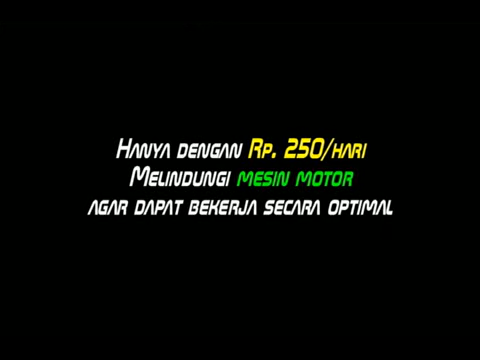 Hanya dengan Rp. 250/hari
Melindungi mesin motor
agar dapat bekerja secara optimal